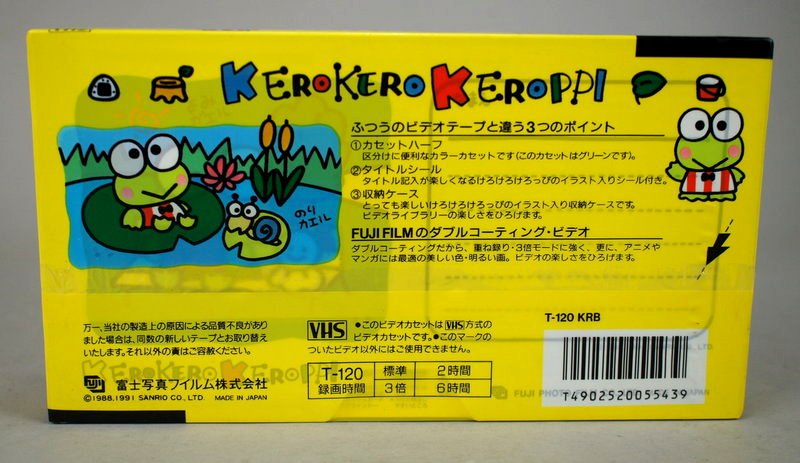 KEROKEROKEROPPI
ふつうのビデオテープと違う3つのポイント
①カセットハーフ
区分けに便利なカラーカセットです(このカセットはグリーンです)。
②タイトルシール
タイトル記入が楽しくなるけろけろけろっぴのイラスト入りシール付き。
③収納ケース
とっても楽しいけろけろけろっぴのイラスト入り収納ケースです。
ビデオライブラリーの楽しさをひろげます。
FUJI FILMのダブルコーティング・ビデオ
ダブルコーティングだから、重ね録り・3倍モードに強く、更に、アニメや
マンガには最適の美しい色・明るい画。ビデオの楽しさをひろげます。
のりカエル
万一、当社の製造上の原因による品質不良があり
ました場合は、同数の新しいテープとお取り替え
いたします。それ以外の責はご容赦ください。
VHS
●このビデオカセットはVHS方式の
ビデオカセットです。●このマークの
ついたビデオ以外にはご使用できません。
T-120 標準 2時間
録画時間 3倍 6時間
FUJI 富士写真フイルム株式会社
©1988,1991 SANRIO CO., LTD. MADE IN JAPAN
T-120 KRB
T4902520055439
KEROKEROKEROPPI